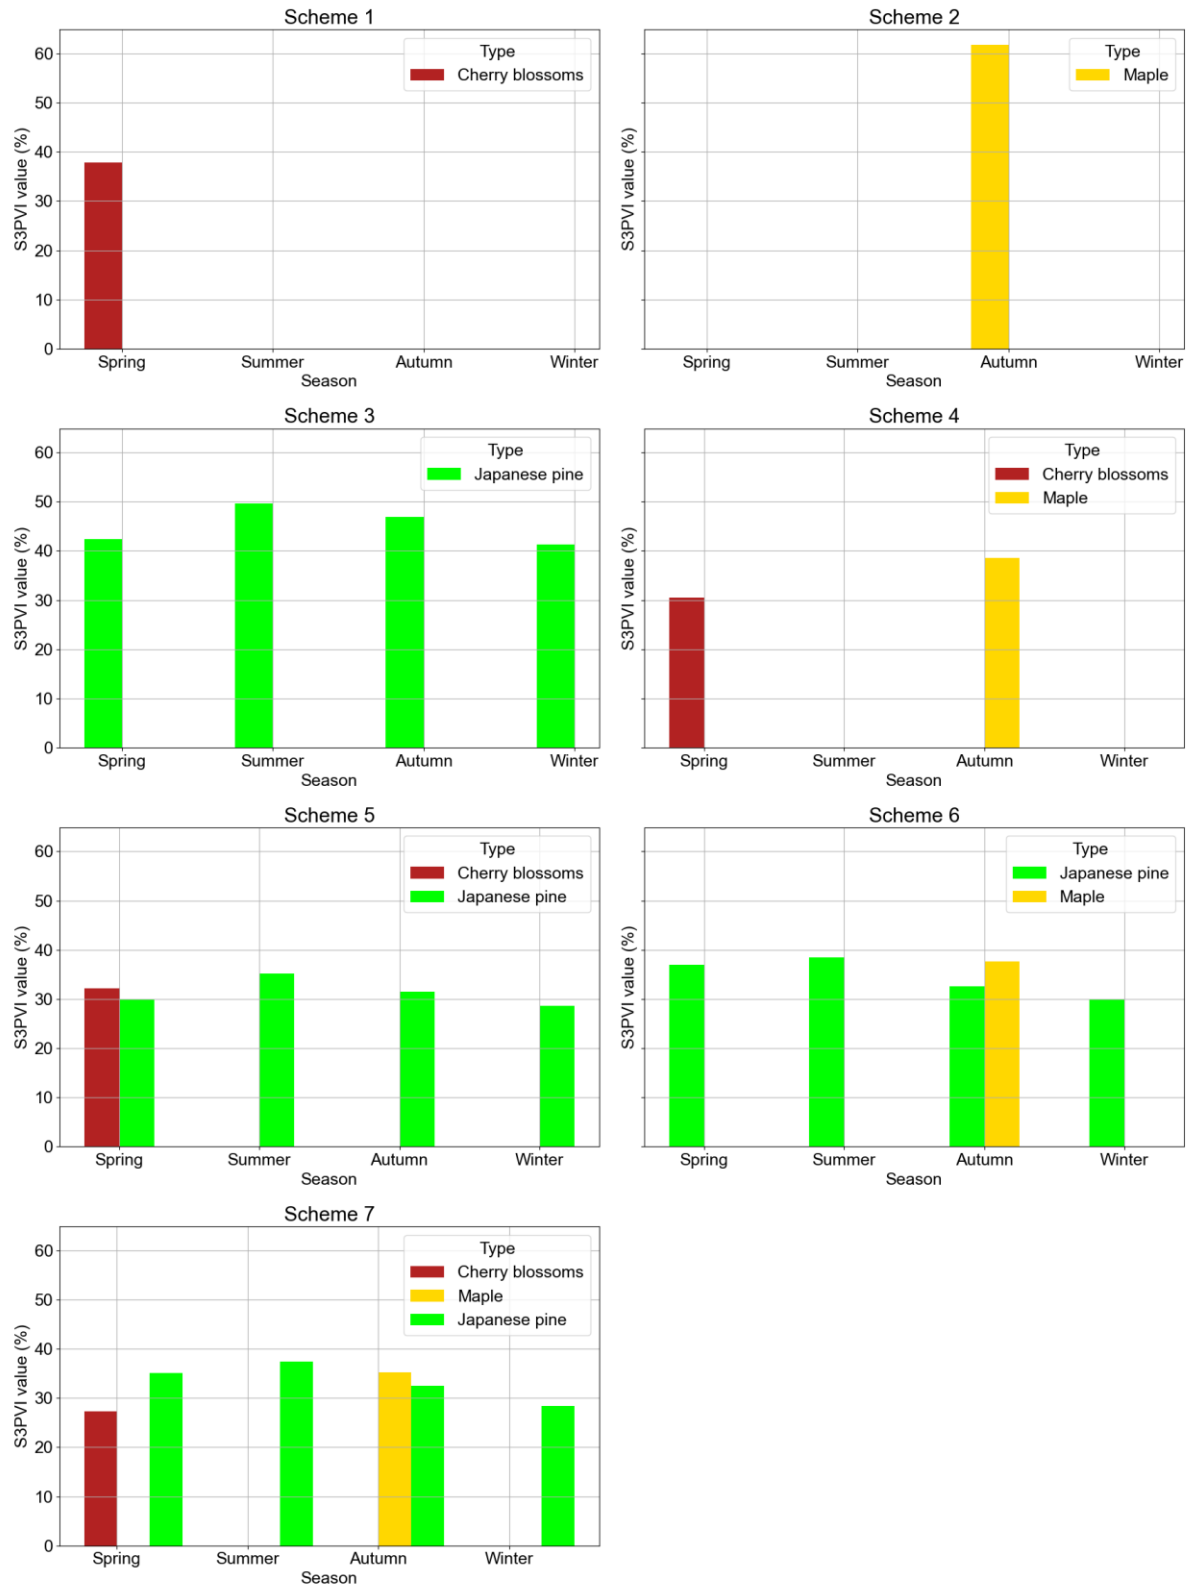 Scheme 1
S3PVI value (%)
60
50
40
30
20
10
0
Type
Cherry blossoms
Spring Summer Autumn Winter
Season
Scheme 2
S3PVI value (%)
Type
Maple
Spring Summer Autumn Winter
Season
Scheme 3
S3PVI value (%)
60
50
40
30
20
10
0
Type
Japanese pine
Spring Summer Autumn Winter
Season
Scheme 4
S3PVI value (%)
Type
Cherry blossoms
Maple
Spring Summer Autumn Winter
Season
Scheme 5
S3PVI value (%)
60
50
40
30
20
10
0
Type
Cherry blossoms
Japanese pine
Spring Summer Autumn Winter
Season
Scheme 6
S3PVI value (%)
Type
Japanese pine
Maple
Spring Summer Autumn Winter
Season
Scheme 7
S3PVI value (%)
60
50
40
30
20
10
0
Type
Cherry blossoms
Maple
Japanese pine
Spring Summer Autumn Winter
Season